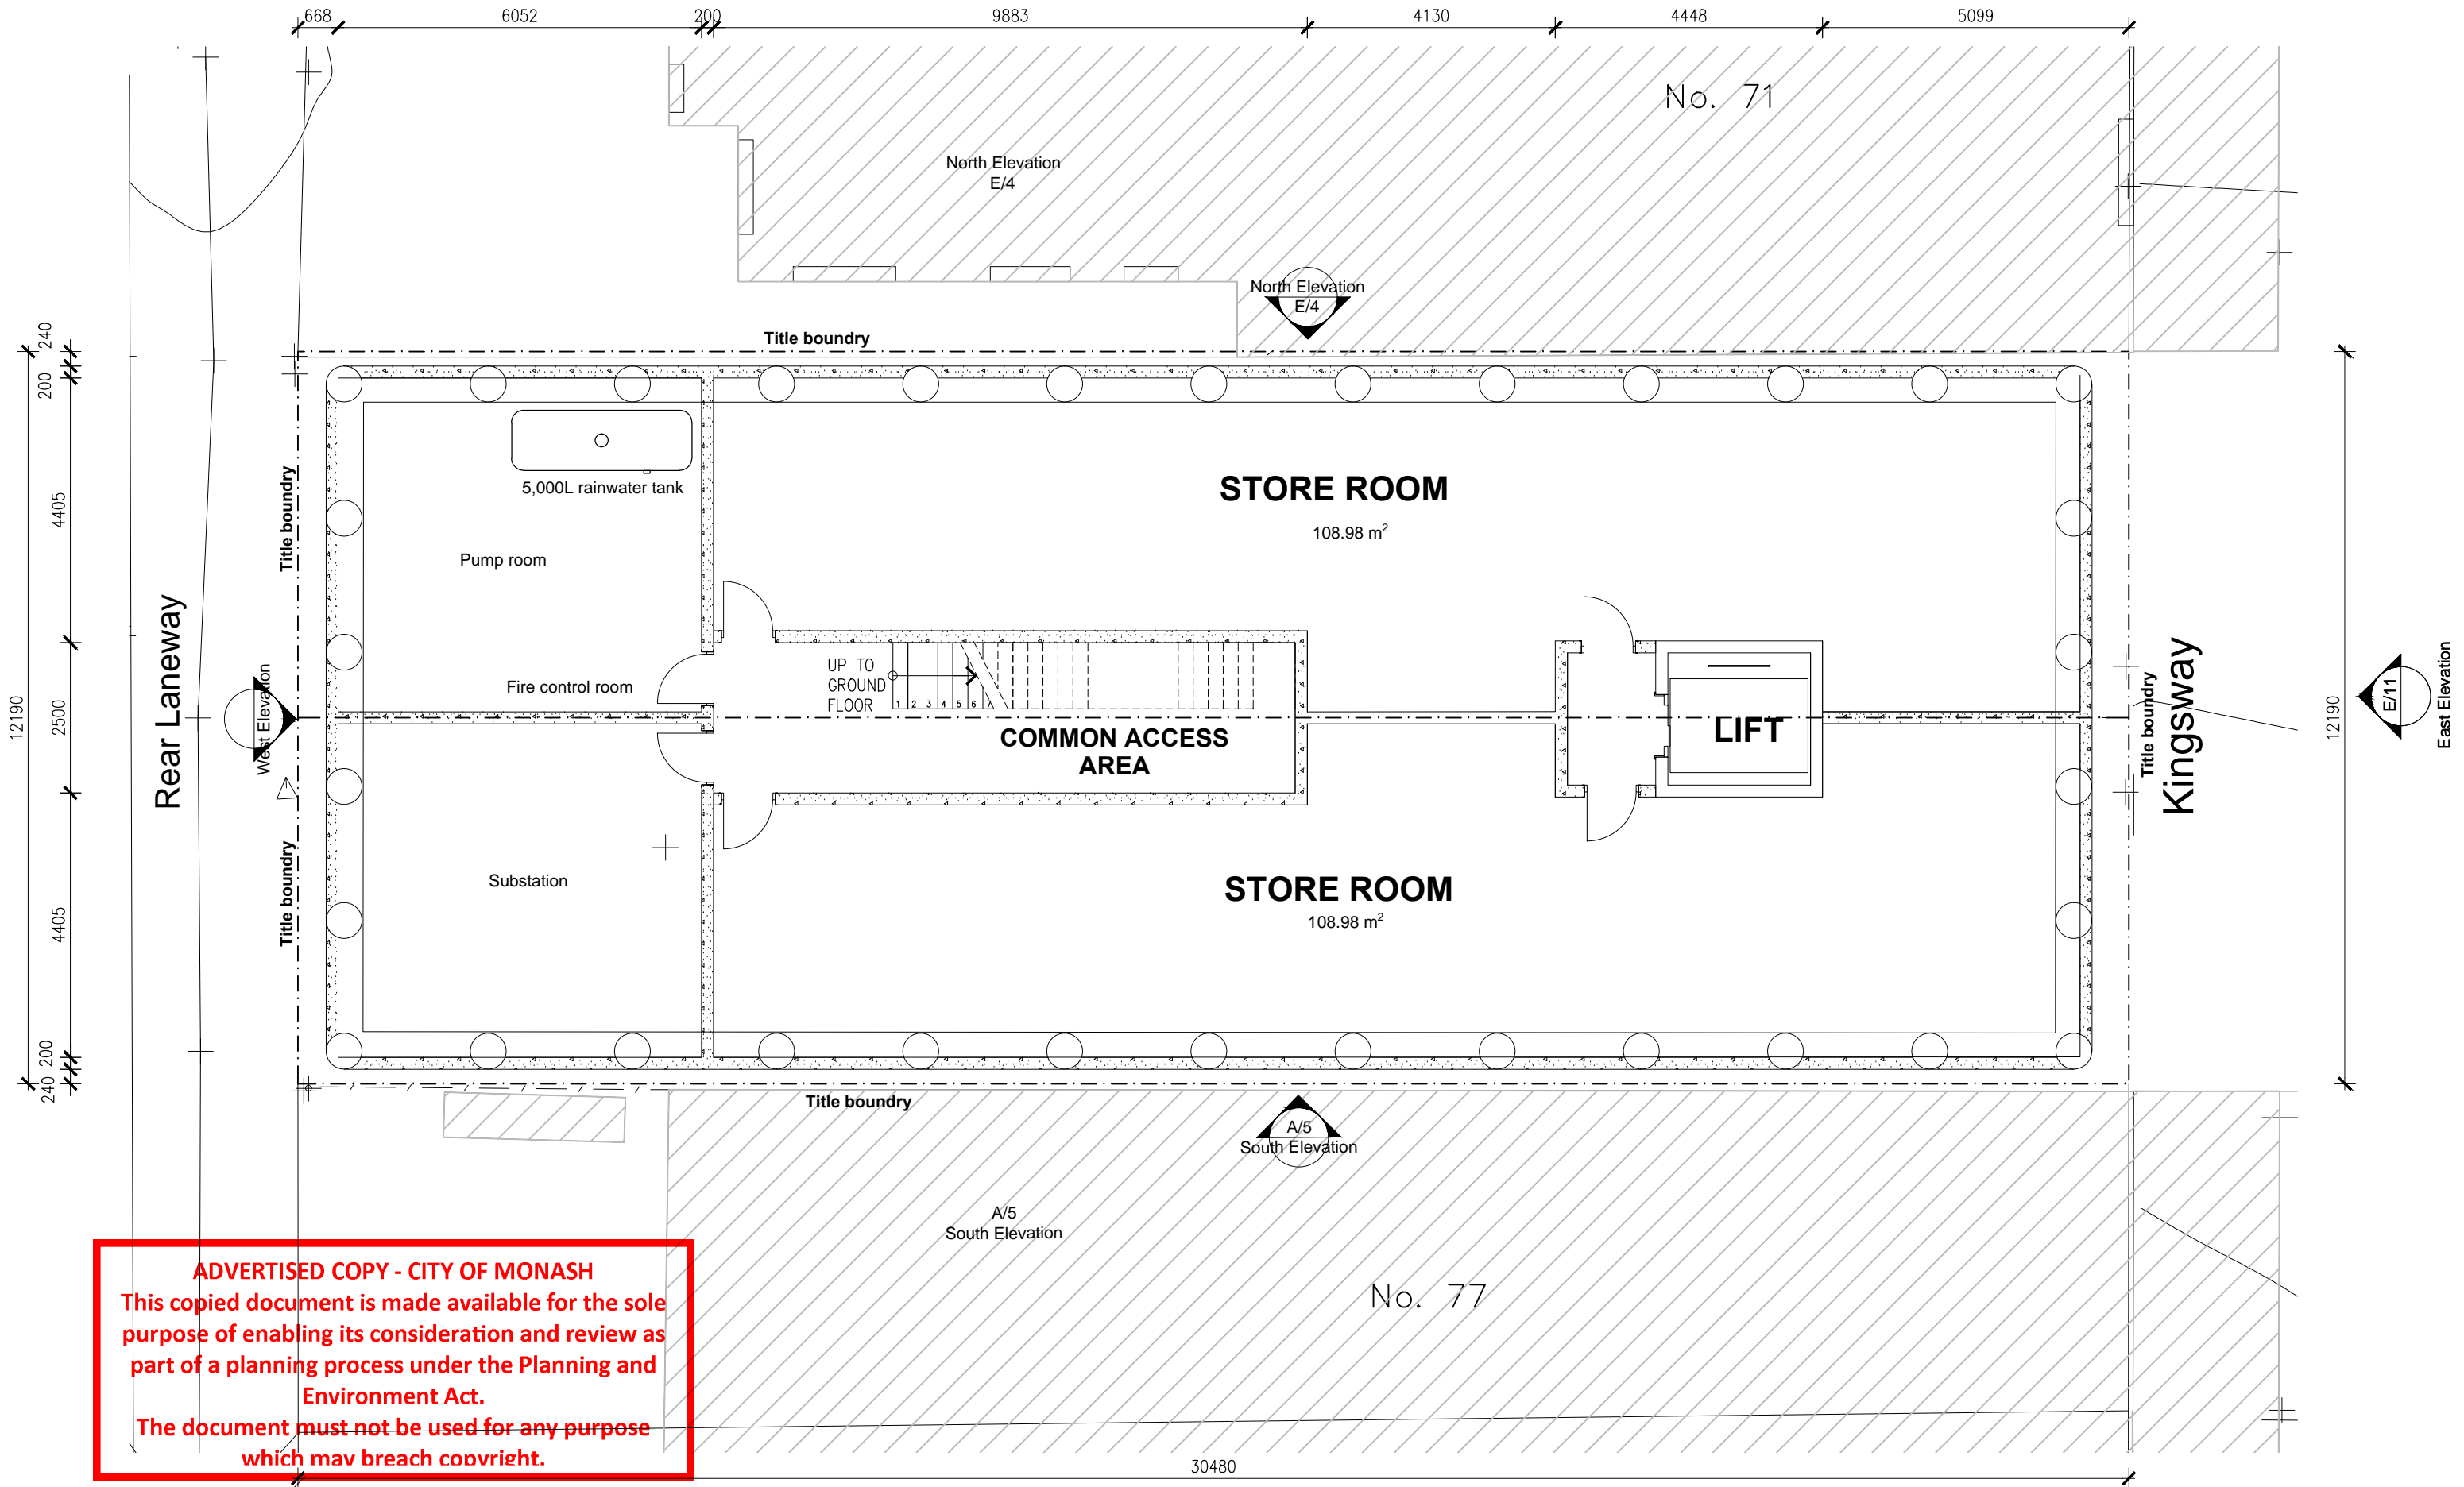 668
6052
200
9883
4130
4448
5099
No. 71
North Elevation
E/4
North Elevation
E/4
Title boundry
240
200
4405
2500
4405
200
240
12190
12190
Rear Laneway
West Elevation
Title boundry
Title boundry
5,000L rainwater tank
Pump room
Fire control room
Substation
STORE ROOM
108.98 m²
UP TO
GROUND
FLOOR
1 2 3 4 5 6 7
COMMON ACCESS
AREA
LIFT
STORE ROOM
108.98 m²
Title boundry
Kingsway
E/11
East Elevation
Title boundry
A/5
South Elevation
A/5
South Elevation
No. 77
ADVERTISED COPY - CITY OF MONASH
This copied document is made available for the sole
purpose of enabling its consideration and review as
part of a planning process under the Planning and
Environment Act.
The document must not be used for any purpose
which may breach copyright.
30480